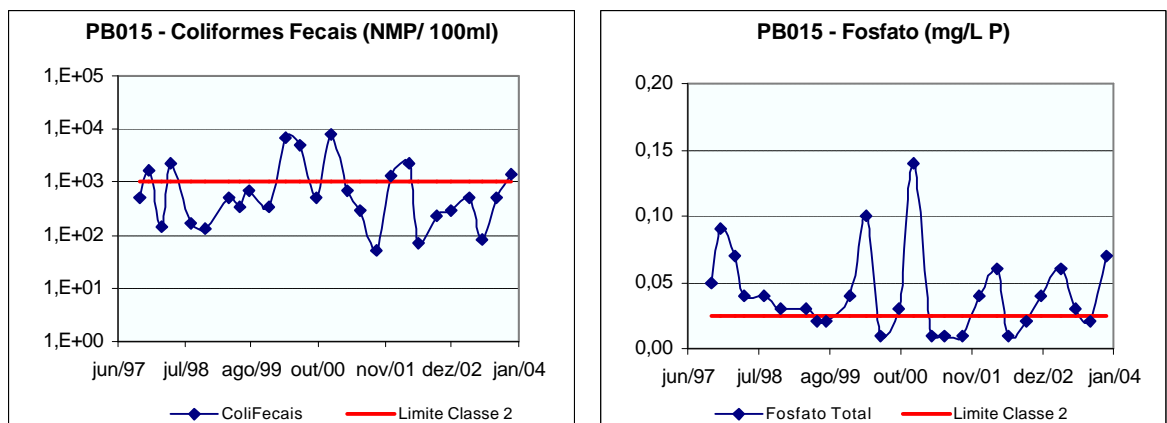 PB015 - Coliformes Fecais (NMP/ 100ml)
1,E+05
1,E+04
1,E+03
1,E+02
1,E+01
1,E+00
jun/97 jul/98 ago/99 out/00 nov/01 dez/02 jan/04
ColiFecais Limite Classe 2
PB015 - Fosfato (mg/L P)
0,20
0,15
0,10
0,05
0,00
jun/97 jul/98 ago/99 out/00 nov/01 dez/02 jan/04
Fosfato Total Limite Classe 2